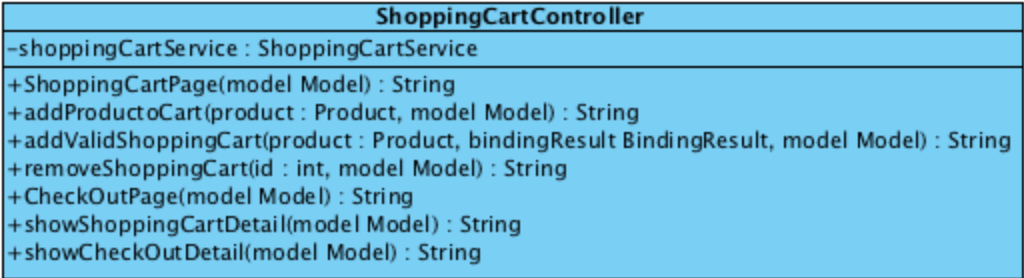 ShoppingCartController
-shoppingCartService : ShoppingCartService
+ShoppingCartPage(model Model) : String
+addProductoCart(product : Product, model Model) : String
+addValidShoppingCart(product : Product, bindingResult BindingResult, model Model) : String
+removeShoppingCart(id : int, model Model) : String
+CheckOutPage(model Model) : String
+showShoppingCartDetail(model Model) : String
+showCheckOutDetail(model Model) : String